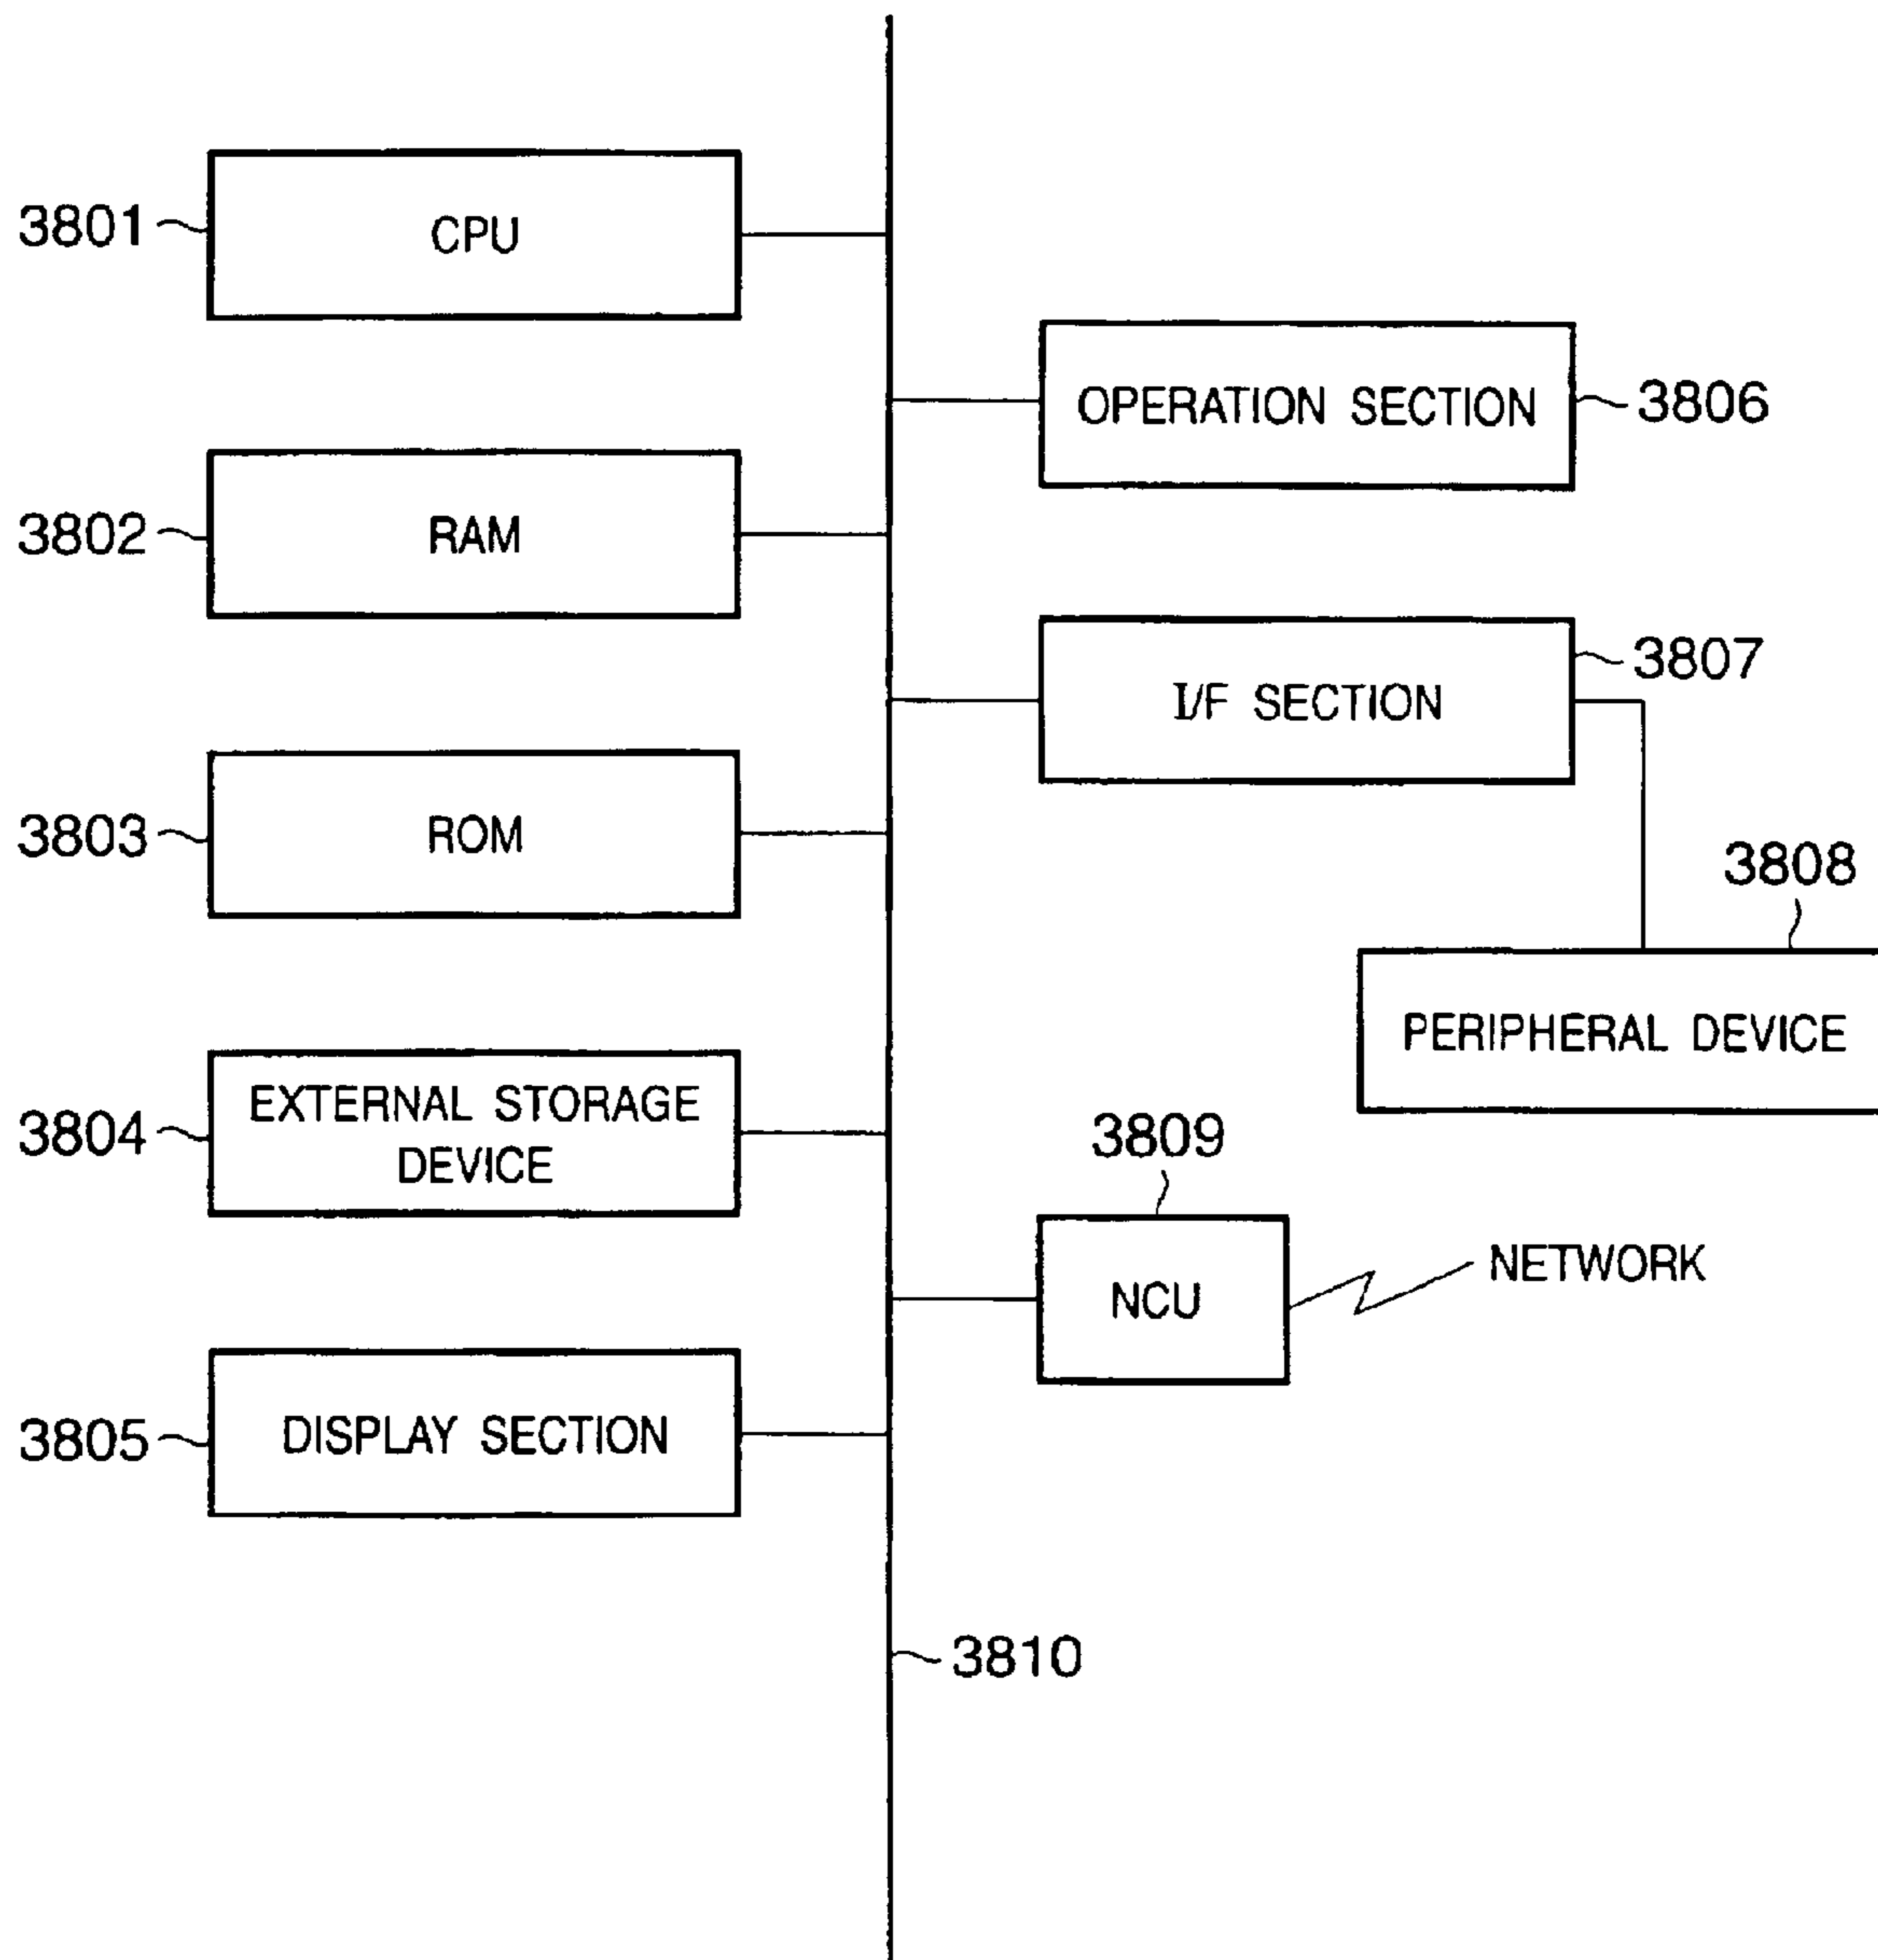 3801
CPU
OPERATION SECTION
3806
3802
RAM
3807
I/F SECTION
3803
ROM
3808
PERIPHERAL DEVICE
3804
EXTERNAL STORAGE
DEVICE
3809
NCU
NETWORK
3805
DISPLAY SECTION
3810